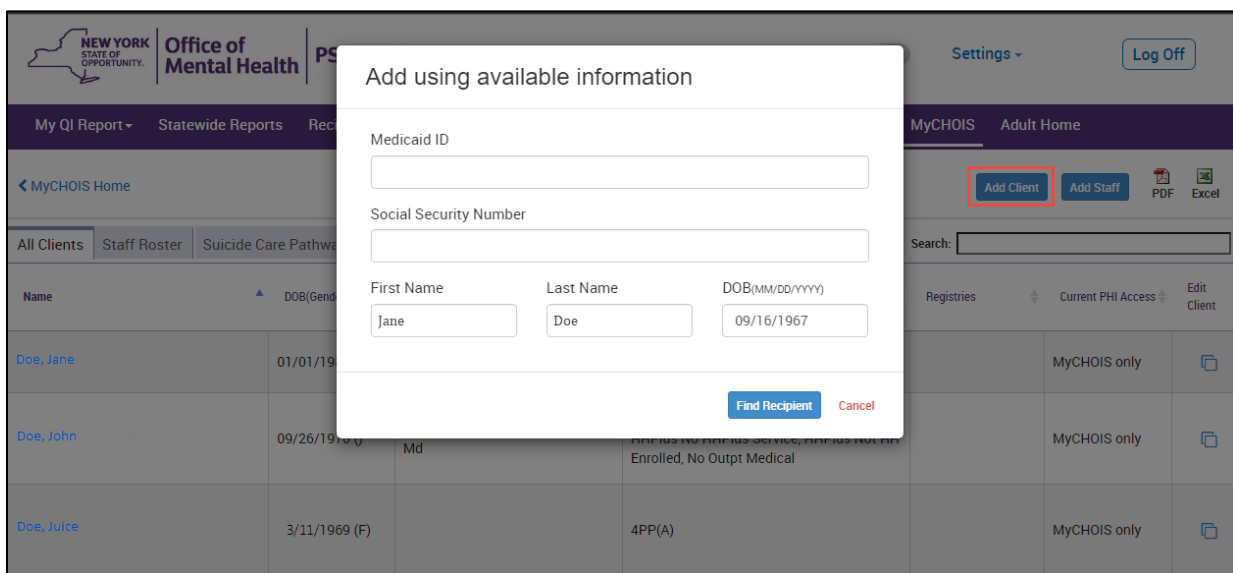 NEW YORK
STATE OF
OPPORTUNITY.
Office of
Mental Health
PS
Settings
Log Off
My QI Report
Statewide Reports
Reci
MyCHOIS
Adult Home
MyCHOIS Home
Add Client
Add Staff
PDF
Excel
All Clients
Staff Roster
Suicide Care Pathwa
Search:
Name
DOB(Gend
Registries
Current PHI Access
Edit
Client
Doe, Jane
01/01/19
MyCHOIS only
Doe, John
09/26/1970 ()
Md
Enrolled, No Outpt Medical
MyCHOIS only
Doe, Juice
3/11/1969 (F)
4PP(A)
MyCHOIS only
Add using available information
Medicaid ID
Social Security Number
First Name
Last Name
DOB(MM/DD/YYYY)
Jane
Doe
09/16/1967
Find Recipient
Cancel